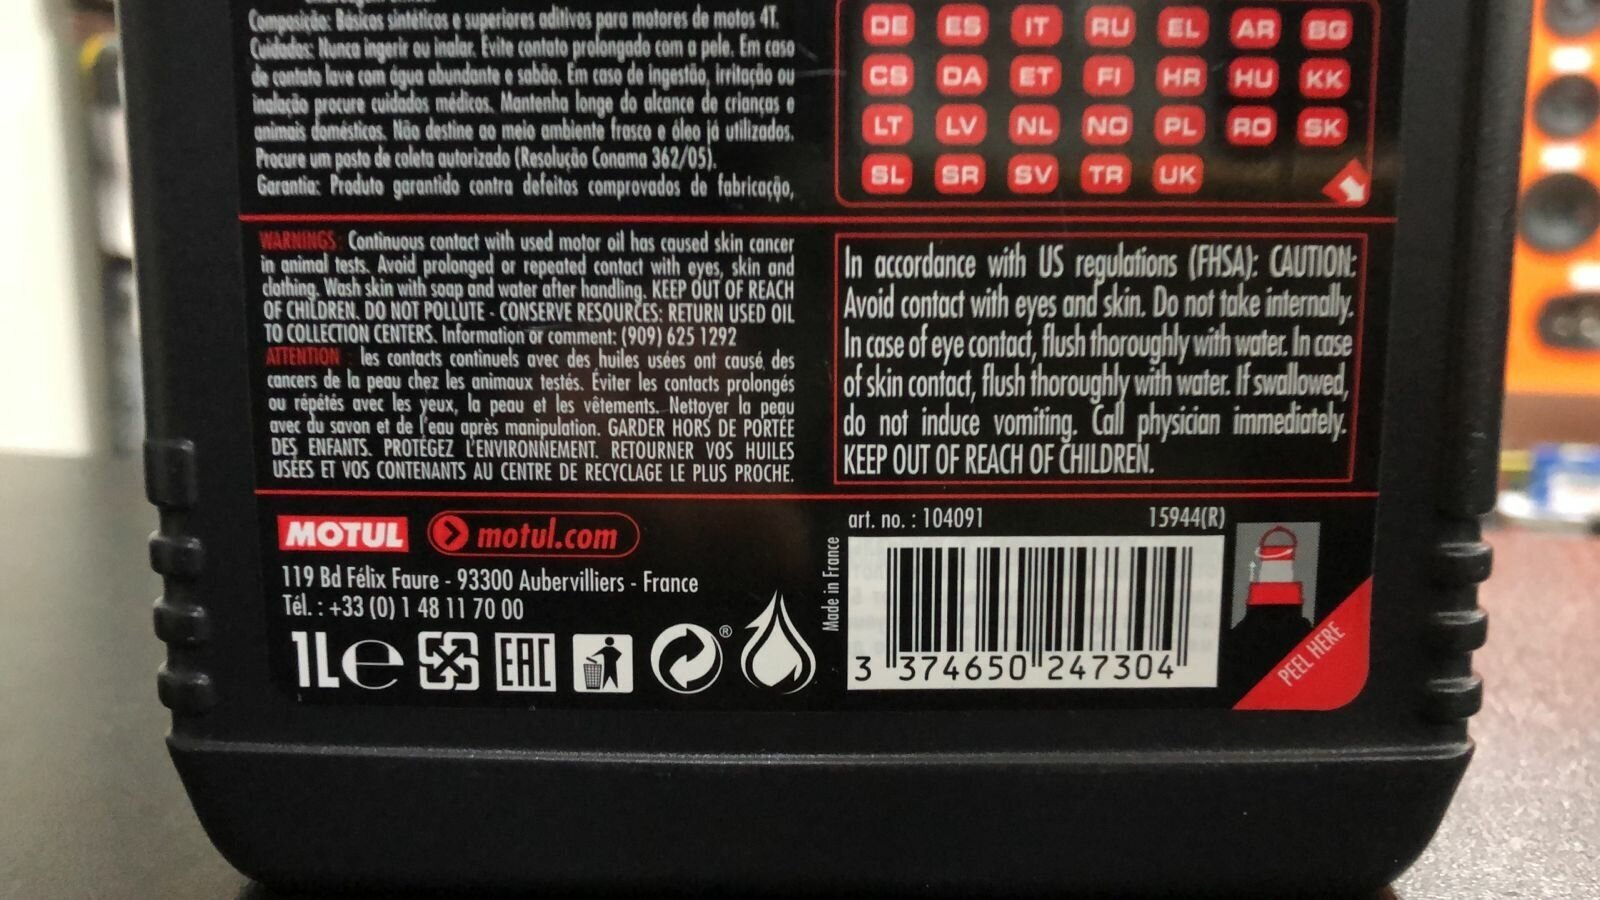 Composição: Básicos sintéticos e superiores aditivos para motores de motos 4T.
Cuidados: Nunca ingerir ou inalar. Evite contato prolongado com a pele. Em caso
de contato lave com água abundante e sabão. Em caso de ingestão, irritação ou
inalação procure cuidados médicos. Mantenha longe do alcance de crianças e
animais domésticos. Não destine ao meio ambiente frasco e óleo já utilizados.
Procure um posto de coleta autorizado (Resolução Conama 362/05).
Garantia: Produto garantido contra defeitos comprovados de fabricação,
DE ES IT RU EL AR BG
CS DA ET FI HR HU KK
LT LV NL NO PL RO SK
SL SR SV TR UK
WARNINGS: Continuous contact with used motor oil has caused skin cancer
in animal tests. Avoid prolonged or repeated contact with eyes, skin and
clothing. Wash skin with soap and water after handling. KEEP OUT OF REACH
OF CHILDREN. DO NOT POLLUTE - CONSERVE RESOURCES: RETURN USED OIL
TO COLLECTION CENTERS. Information or comment: (909) 625 1292
ATTENTION : les contacts continuels avec des huiles usées ont causé des
cancers de la peau chez les animaux testés. Éviter les contacts prolongés
ou répétés avec les yeux, la peau et les vêtements. Nettoyer la peau
avec du savon et de l'eau après manipulation. GARDER HORS DE PORTÉE
DES ENFANTS. PROTÉGEZ L'ENVIRONNEMENT. RETOURNER VOS HUILES
USÉES ET VOS CONTENANTS AU CENTRE DE RECYCLAGE LE PLUS PROCHE.
In accordance with US regulations (FHSA): CAUTION:
Avoid contact with eyes and skin. Do not take internally.
In case of eye contact, flush thoroughly with water. In case
of skin contact, flush thoroughly with water. If swallowed,
do not induce vomiting. Call physician immediately.
KEEP OUT OF REACH OF CHILDREN.
MOTUL motul.com
119 Bd Félix Faure - 93300 Aubervilliers - France
Tél. : +33 (0) 1 48 11 70 00
1L e EAC ®
Made in France
art. no. : 104091 15944(R)
3 374650 247304
PEEL HERE